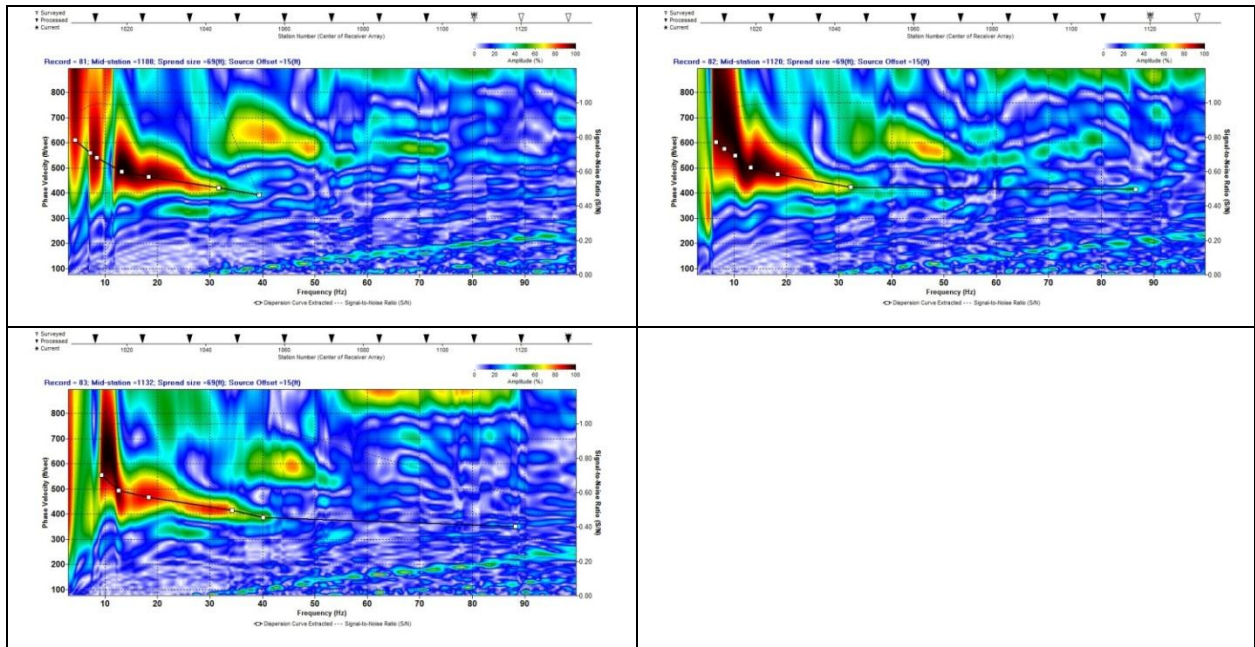 Surveyed
Processed
Current
1020 1040 1060 1080 1100 1120
Station Number (Center of Receiver Array)
0 20 40 60 80 100
Amplitude (%)
Record = 81; Mid-station =1108; Spread size =69(ft); Source Offset =15(ft)
Phase Velocity (ft/sec)
800
700
600
500
400
300
200
100
1.00
0.80
0.60
0.40
0.20
0.00
Signal-to-Noise Ratio (S/N)
10 20 30 40 50 60 70 80 90
Frequency (Hz)
Dispersion Curve Extracted --- Signal-to-Noise Ratio (S/N)
Surveyed
Processed
Current
1020 1040 1060 1080 1100 1120
Station Number (Center of Receiver Array)
0 20 40 60 80 100
Amplitude (%)
Record = 82; Mid-station =1120; Spread size =69(ft); Source Offset =15(ft)
Phase Velocity (ft/sec)
800
700
600
500
400
300
200
100
1.00
0.80
0.60
0.40
0.20
0.00
Signal-to-Noise Ratio (S/N)
10 20 30 40 50 60 70 80 90
Frequency (Hz)
Dispersion Curve Extracted --- Signal-to-Noise Ratio (S/N)
Surveyed
Processed
Current
1020 1040 1060 1080 1100 1120
Station Number (Center of Receiver Array)
0 20 40 60 80 100
Amplitude (%)
Record = 83; Mid-station =1132; Spread size =69(ft); Source Offset =15(ft)
Phase Velocity (ft/sec)
800
700
600
500
400
300
200
100
1.00
0.80
0.60
0.40
0.20
0.00
Signal-to-Noise Ratio (S/N)
10 20 30 40 50 60 70 80 90
Frequency (Hz)
Dispersion Curve Extracted --- Signal-to-Noise Ratio (S/N)